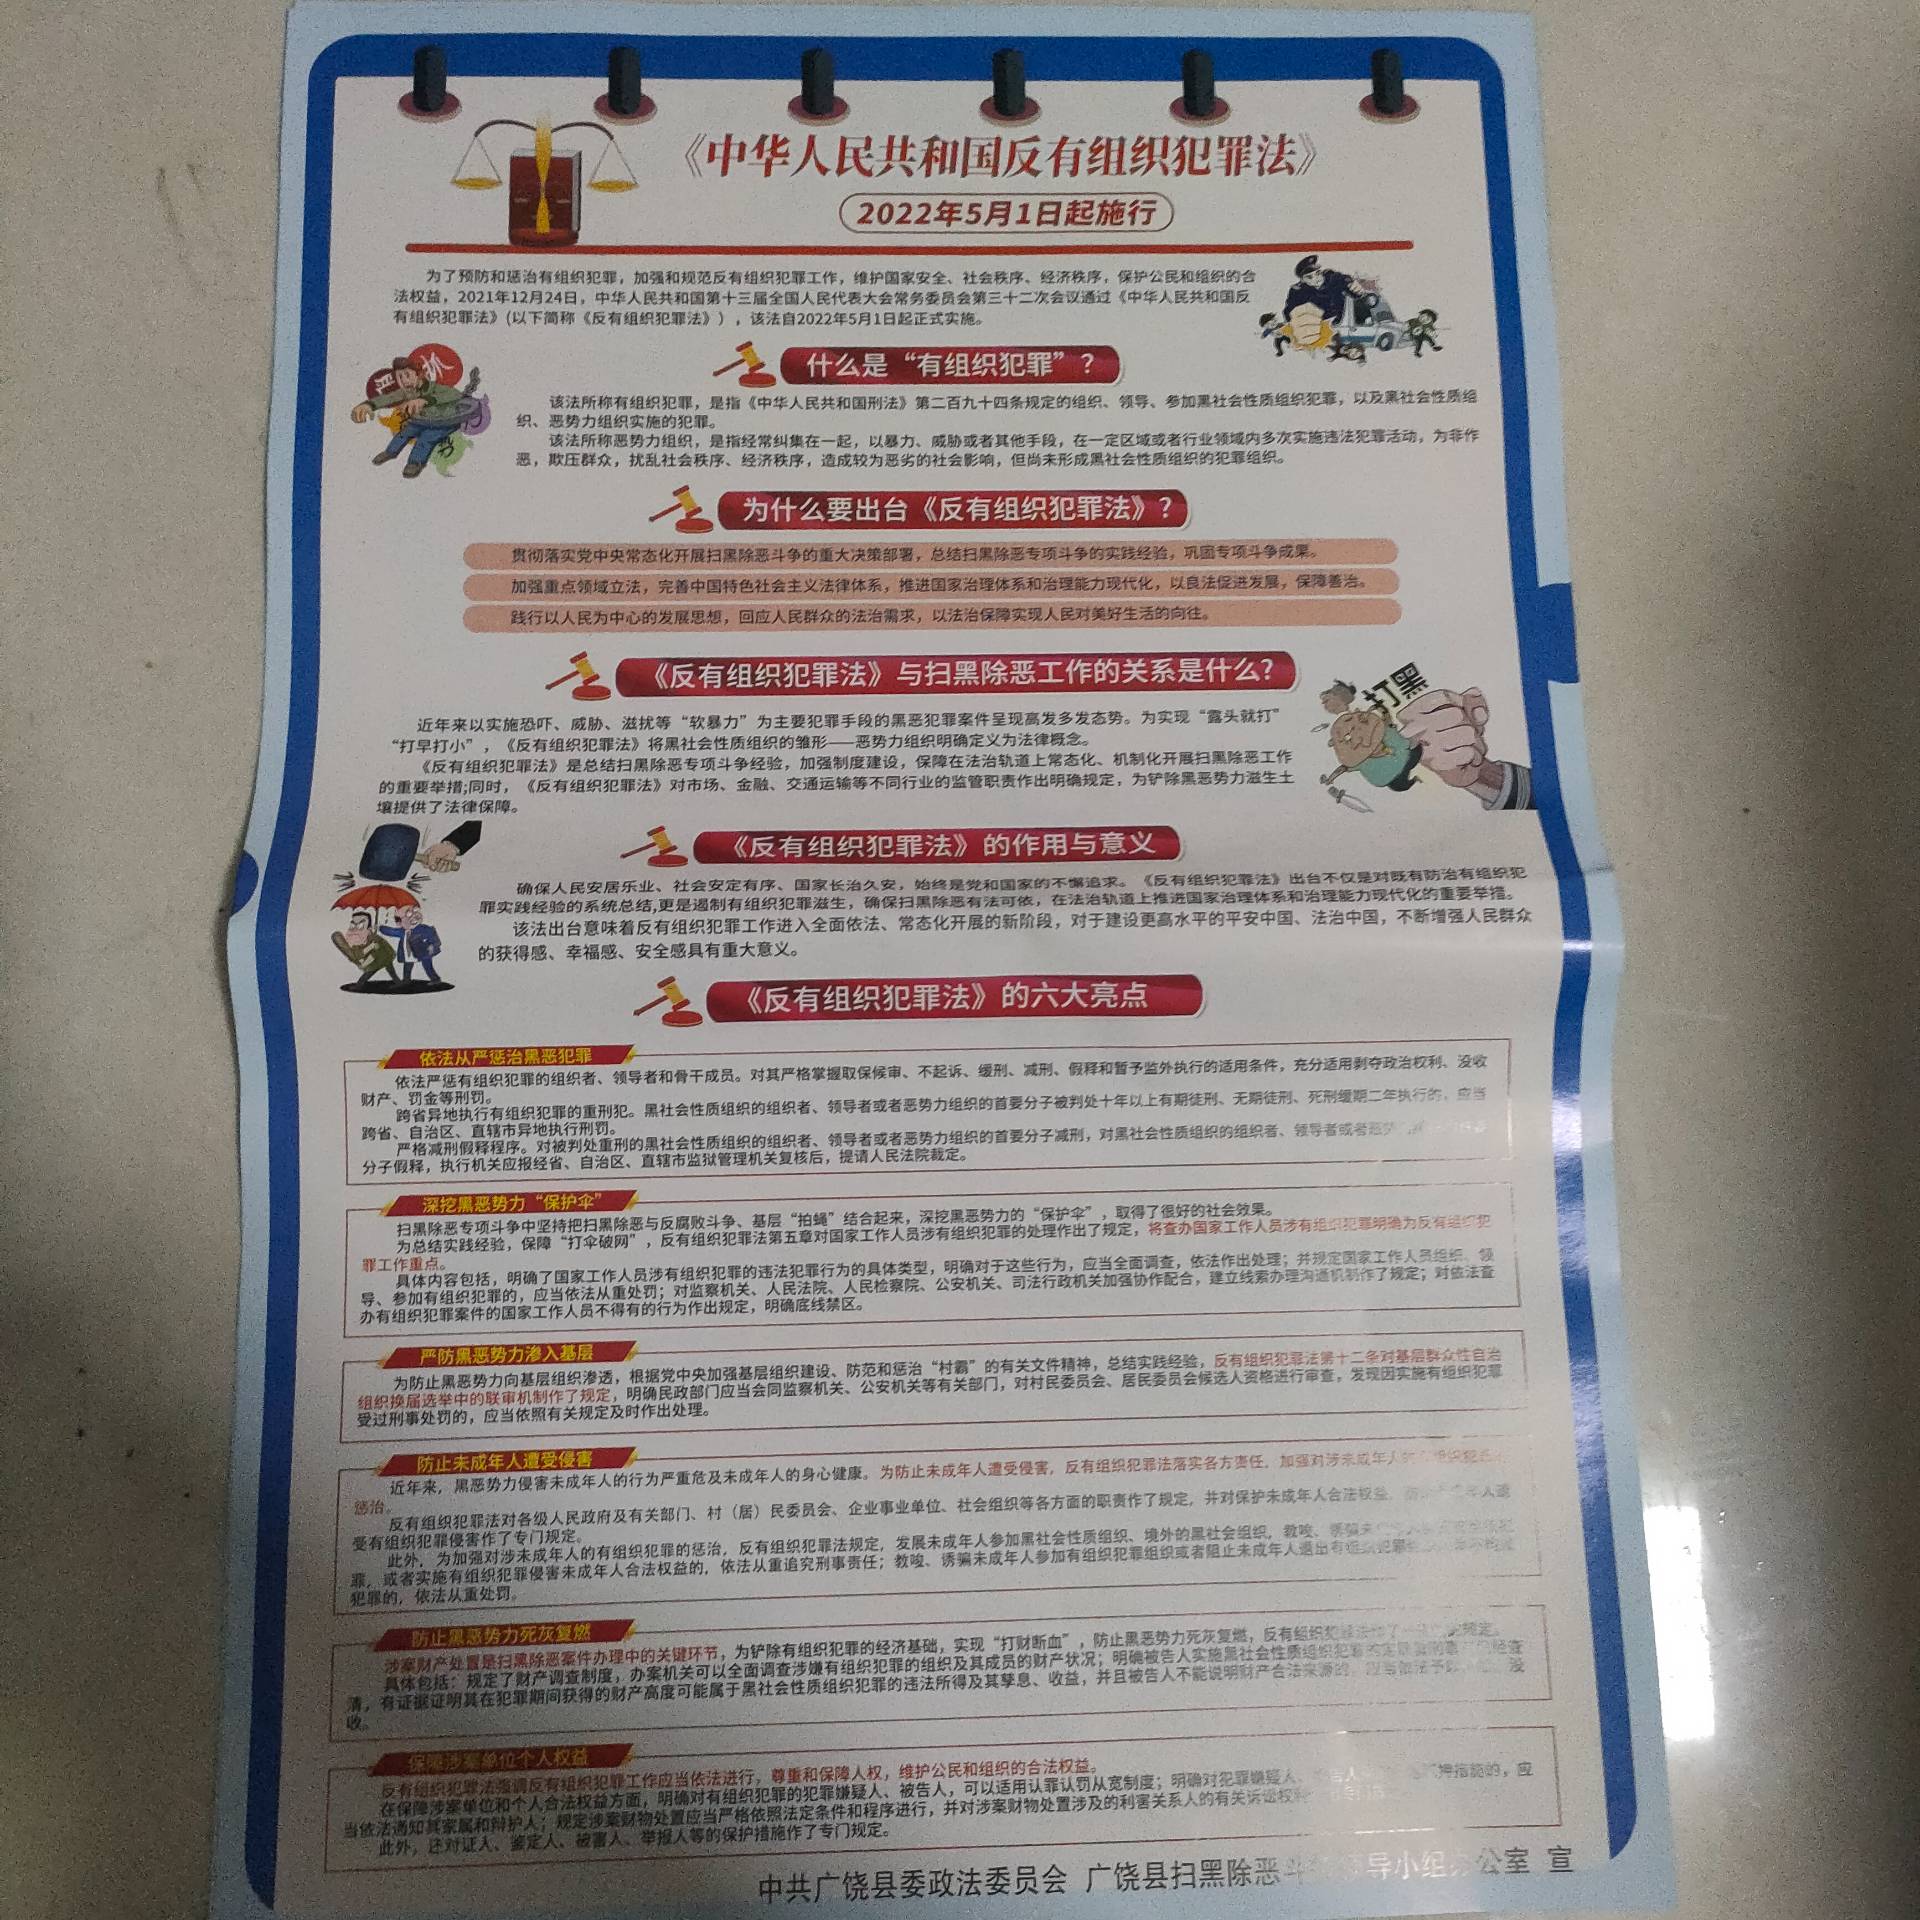 《中华人民共和国反有组织犯罪法》
2022年5月1日起施行
为了预防和惩治有组织犯罪，加强和规范反有组织犯罪工作，维护国家安全、社会秩序、经济秩序，保护公民和组织的合
法权益，2021年12月24日，中华人民共和国第十三届全国人民代表大会常务委员会第三十二次会议通过《中华人民共和国反
有组织犯罪法》(以下简称《反有组织犯罪法》），该法自2022年5月1日起正式实施。
什么是“有组织犯罪”？
该法所称有组织犯罪，是指《中华人民共和国刑法》第二百九十四条规定的组织、领导、参加黑社会性质组织犯罪，以及黑社会性质组
织、恶势力组织实施的犯罪。
该法所称恶势力组织，是指经常纠集在一起，以暴力、威胁或者其他手段，在一定区域或者行业领域内多次实施违法犯罪活动，为非作
恶，欺压群众，扰乱社会秩序、经济秩序，造成较为恶劣的社会影响，但尚未形成黑社会性质组织的犯罪组织。
为什么要出台《反有组织犯罪法》？
贯彻落实党中央常态化开展扫黑除恶斗争的重大决策部署，总结扫黑除恶专项斗争的实践经验，巩固专项斗争成果。
加强重点领域立法，完善中国特色社会主义法律体系，推进国家治理体系和治理能力现代化，以良法促进发展，保障善治。
践行以人民为中心的发展思想，回应人民群众的法治需求，以法治保障实现人民对美好生活的向往。
《反有组织犯罪法》与扫黑除恶工作的关系是什么?
打黑
近年来以实施恐吓、威胁、滋扰等“软暴力”为主要犯罪手段的黑恶犯罪案件呈现高发多发态势。为实现“露头就打”
“打早打小”，《反有组织犯罪法》将黑社会性质组织的雏形——恶势力组织明确定义为法律概念。
《反有组织犯罪法》是总结扫黑除恶专项斗争经验，加强制度建设，保障在法治轨道上常态化、机制化开展扫黑除恶工作
的重要举措;同时，《反有组织犯罪法》对市场、金融、交通运输等不同行业的监管职责作出明确规定，为铲除黑恶势力滋生土
壤提供了法律保障。
《反有组织犯罪法》的作用与意义
确保人民安居乐业、社会安定有序、国家长治久安，始终是党和国家的不懈追求。《反有组织犯罪法》出台不仅是对既有防治有组织犯
罪实践经验的系统总结,更是遏制有组织犯罪滋生，确保扫黑除恶有法可依，在法治轨道上推进国家治理体系和治理能力现代化的重要举措。
该法出台意味着反有组织犯罪工作进入全面依法、常态化开展的新阶段，对于建设更高水平的平安中国、法治中国，不断增强人民群众
的获得感、幸福感、安全感具有重大意义。
《反有组织犯罪法》的六大亮点
依法从严惩治黑恶犯罪
依法严惩有组织犯罪的组织者、领导者和骨干成员。对其严格掌握取保候审、不起诉、缓刑、减刑、假释和暂予监外执行的适用条件，充分适用剥夺政治权利、没收
财产、罚金等刑罚。
跨省异地执行有组织犯罪的重刑犯。黑社会性质组织的组织者、领导者或者恶势力组织的首要分子被判处十年以上有期徒刑、无期徒刑、死刑缓期二年执行的，应当
跨省、自治区、直辖市异地执行刑罚。
严格减刑假释程序。对被判处重刑的黑社会性质组织的组织者、领导者或者恶势力组织的首要分子减刑，对黑社会性质组织的组织者、领导者或者恶势
分子假释，执行机关应报经省、自治区、直辖市监狱管理机关复核后，提请人民法院裁定。
深挖黑恶势力“保护伞”
扫黑除恶专项斗争中坚持把扫黑除恶与反腐败斗争、基层“拍蝇”结合起来，深挖黑恶势力的“保护伞”，取得了很好的社会效果。
为总结实践经验，保障“打伞破网”，反有组织犯罪法第五章对国家工作人员涉有组织犯罪的处理作出了规定，将查办国家工作人员涉有组织犯罪明确为反有组织犯
罪工作重点。
具体内容包括，明确了国家工作人员涉有组织犯罪的违法犯罪行为的具体类型，明确对于这些行为，应当全面调查，依法作出处理；并规定国家工作人员组织、领
导、参加有组织犯罪的，应当依法从重处罚；对监察机关、人民法院、人民检察院、公安机关、司法行政机关加强协作配合，建立线索办理沟通机制作了规定；对依法查
办有组织犯罪案件的国家工作人员不得有的行为作出规定，明确底线禁区。
严防黑恶势力渗入基层
为防止黑恶势力向基层组织渗透，根据党中央加强基层组织建设、防范和惩治“村霸”的有关文件精神，总结实践经验，反有组织犯罪法第十二条对基层群众性自治
组织换届选举中的联审机制作了规定，明确民政部门应当会同监察机关、公安机关等有关部门，对村民委员会、居民委员会候选人资格进行审查，发现因实施有组织犯罪
受过刑事处罚的，应当依照有关规定及时作出处理。
防止未成年人遭受侵害
近年来，黑恶势力侵害未成年人的行为严重危及未成年人的身心健康。为防止未成年人遭受侵害，反有组织犯罪法落实各方责任，加强对涉未成年人
惩治。
反有组织犯罪法对各级人民政府及有关部门、村（居）民委员会、企业事业单位、社会组织等各方面的职责作了规定，并对保护未成年人合法权益，
受有组织犯罪侵害作了专门规定。
此外，为加强对涉未成年人的有组织犯罪的惩治，反有组织犯罪法规定，发展未成年人参加黑社会性质组织、境外的黑社会组织，教唆、诱骗未
罪，或者实施有组织犯罪侵害未成年人合法权益的，依法从重追究刑事责任；教唆、诱骗未成年人参加有组织犯罪组织或者阻止未成年人退出有组织犯罪
犯罪的，依法从重处罚。
防止黑恶势力死灰复燃
涉案财产处置是扫黑除恶案件办理中的关键环节，为铲除有组织犯罪的经济基础，实现“打财断血”，防止黑恶势力死灰复燃，反有组织犯罪法
具体包括：规定了财产调查制度，办案机关可以全面调查涉嫌有组织犯罪的组织及其成员的财产状况；明确被告人实施黑社会性质组织犯罪的
清，有证据证明其在犯罪期间获得的财产高度可能属于黑社会性质组织犯罪的违法所得及其孳息、收益，并且被告人不能说明财产合法来源的，应当依法予以 没
收。
保障涉案单位个人权益
反有组织犯罪法强调反有组织犯罪工作应当依法进行，尊重和保障人权，维护公民和组织的合法权益。
在保障涉案单位和个人合法权益方面，明确对有组织犯罪的犯罪嫌疑人、被告人，可以适用认罪认罚从宽制度；明确对犯罪嫌疑人、 措施的，应
当依法通知其家属和辩护人；规定涉案财物处置应当严格依照法定条件和程序进行，并对涉案财物处置涉及的利害关系人的有关诉讼权利
此外，还对证人、鉴定人、被害人、举报人等的保护措施作了专门规定。
中共广饶县委政法委员会 广饶县扫黑除恶斗 导小组 公室 宣